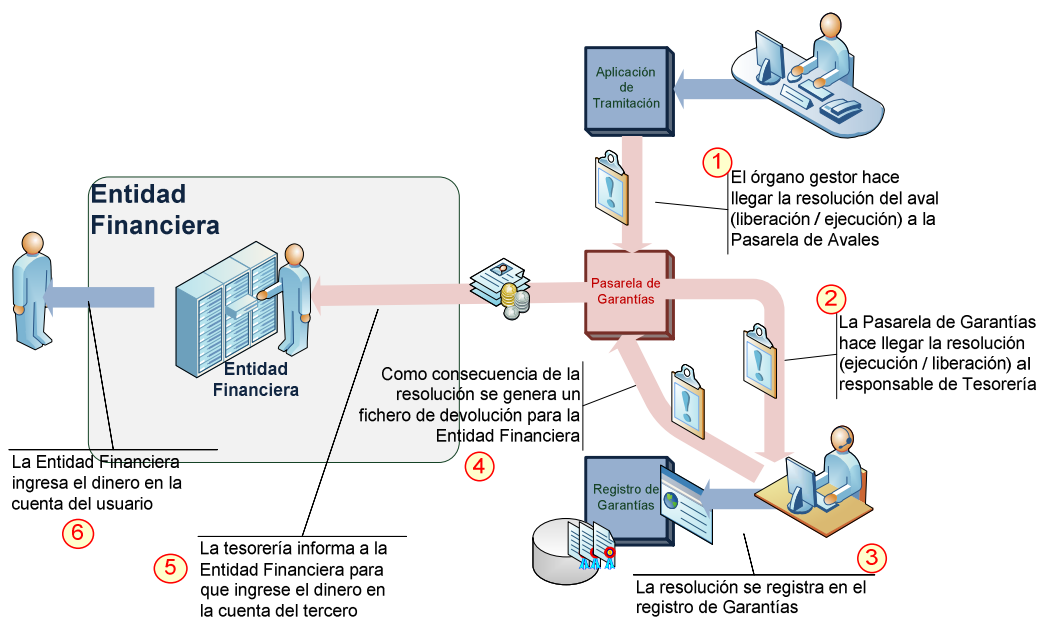 Aplicación
de
Tramitación
1
El órgano gestor hace
llegar la resolución del aval
(liberación / ejecución) a la
Pasarela de Avales
Entidad
Financiera
Pasarela de
Garantías
2
La Pasarela de Garantías
hace llegar la resolución
(ejecución / liberación) al
responsable de Tesorería
Entidad
Financiera
Como consecuencia de la
resolución se genera un
fichero de devolución para la
Entidad Financiera
4
La Entidad Financiera
ingresa el dinero en la
cuenta del usuario
6
Registro de
Garantías
La tesorería informa a la
Entidad Financiera para
que ingrese el dinero en
la cuenta del tercero
5
3
La resolución se registra en el
registro de Garantías